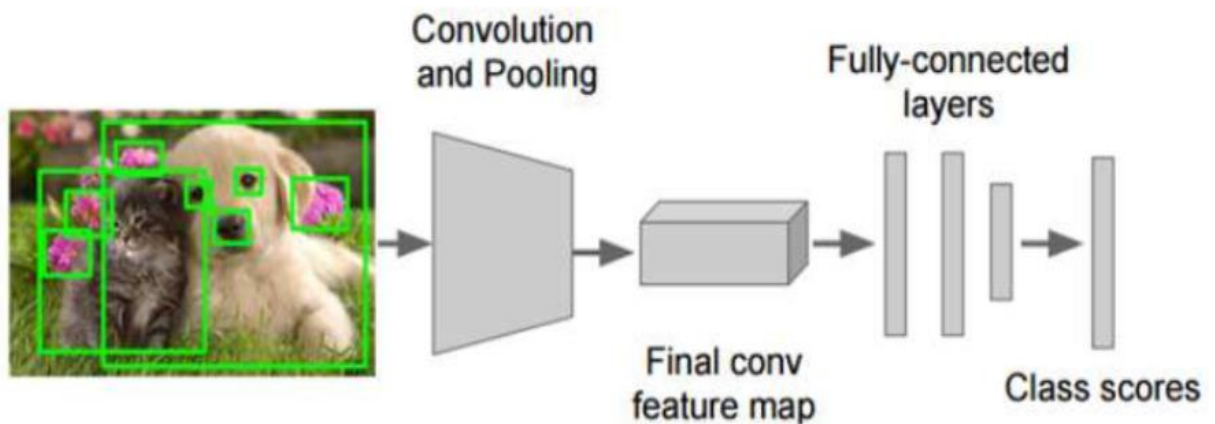 Convolution
and Pooling
Fully-connected
layers
Final conv
feature map
Class scores